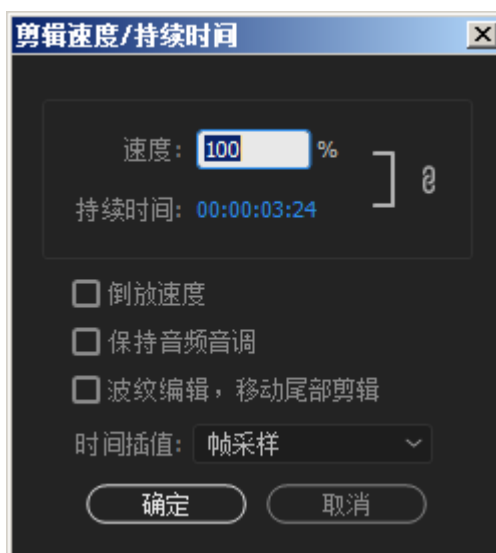 剪辑速度/持续时间
速度: 100 %
持续时间: 00:00:03:24
倒放速度
保持音频音调
波纹编辑，移动尾部剪辑
时间插值: 帧采样
确定 取消